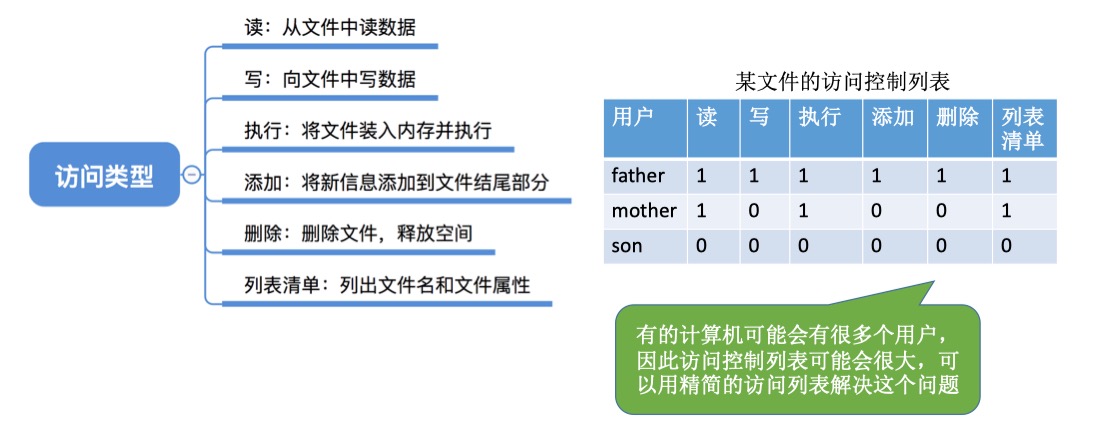 访问类型
读：从文件中读数据
写：向文件中写数据
执行：将文件装入内存并执行
添加：将新信息添加到文件结尾部分
删除：删除文件，释放空间
列表清单：列出文件名和文件属性
某文件的访问控制列表
用户 读 写 执行 添加 删除 列表
清单
father 1 1 1 1 1 1
mother 1 0 1 0 0 1
son 0 0 0 0 0 0
有的计算机可能会有很多个用户，
因此访问控制列表可能会很大，可
以用精简的访问列表解决这个问题